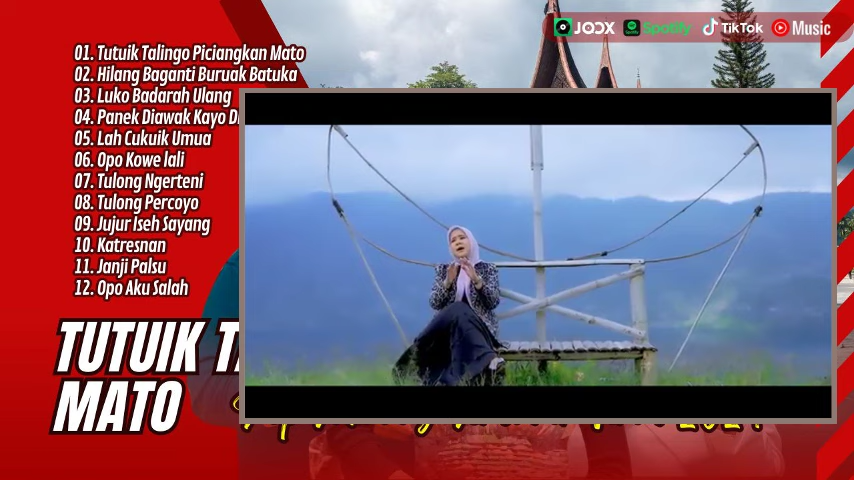 JOOX Spotify TikTok Music
01. Tutuik Talingo Piciangkan Mato
02. Hilang Baganti Buruak Batuka
03. Luko Badarah Ulang
04. Panek Diawak Kayo
05. Lah Cukuik Umua
06. Opo Kowe lali
07. Tulong Ngerteni
08. Tulong Percoyo
09. Jujur Iseh Sayang
10. Katresnan
11. Janji Palsu
12. Opo Aku Salah
TUTUIK
MATO